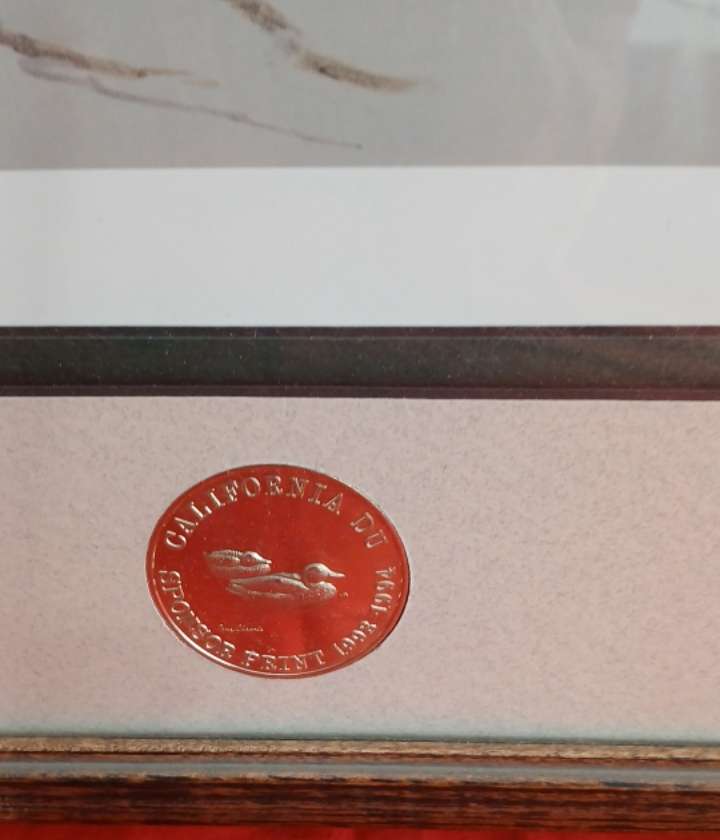 CALIFORNIA DU
SPONSOR PRINT 1993-1994